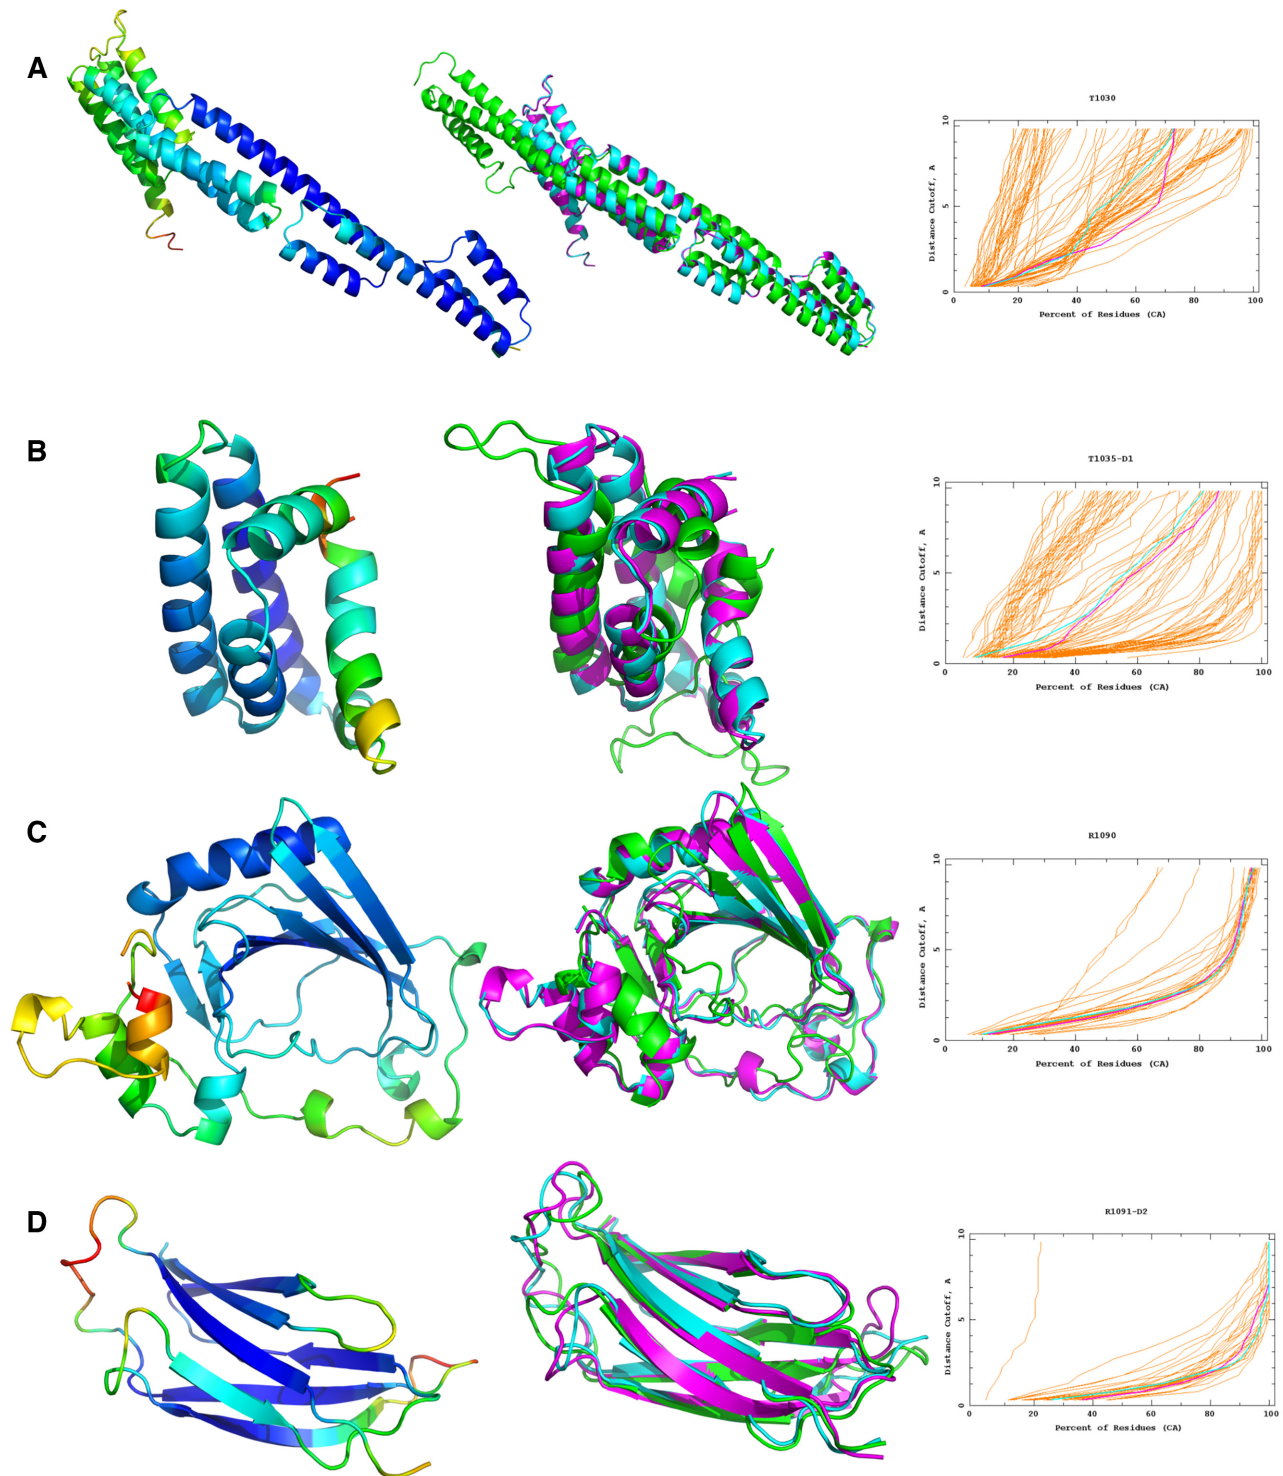 A
T1030
Distance Cutoff, A
10
5
0
0 20 40 60 80 100
Percent of Residues (CA)
B
T1035-D1
Distance Cutoff, A
10
5
0
0 20 40 60 80 100
Percent of Residues (CA)
C
R1090
Distance Cutoff, A
10
5
0
0 20 40 60 80 100
Percent of Residues (CA)
D
R1091-D2
Distance Cutoff, A
10
5
0
0 20 40 60 80 100
Percent of Residues (CA)